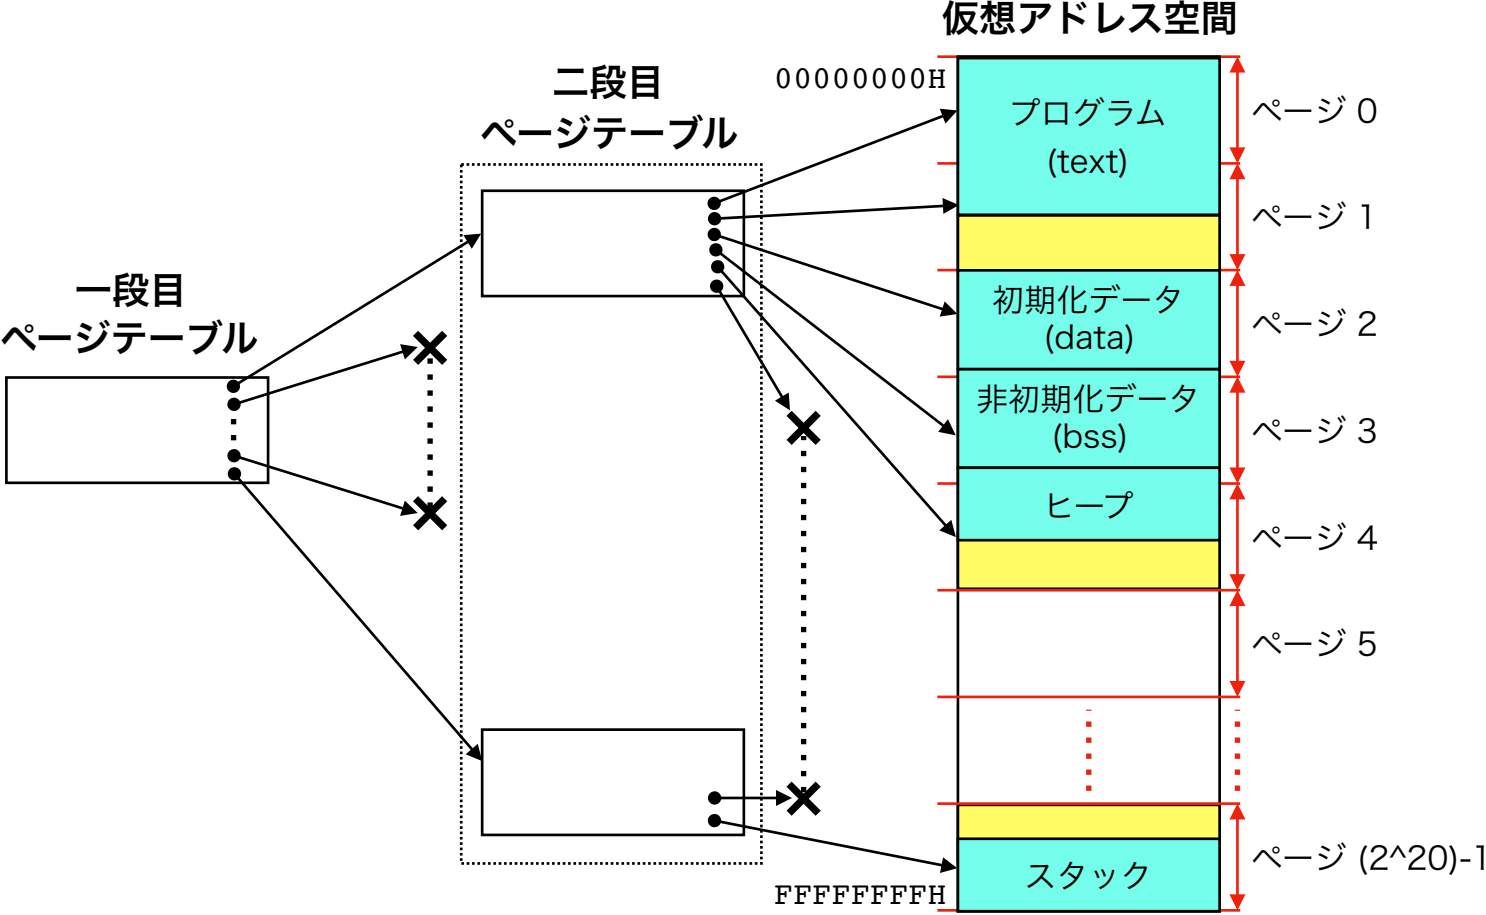 仮想アドレス空間
二段目
ページテーブル
一段目
ページテーブル
00000000H
プログラム
(text)
初期化データ
(data)
非初期化データ
(bss)
ヒープ
スタック
FFFFFFFFH
ページ 0
ページ 1
ページ 2
ページ 3
ページ 4
ページ 5
ページ (2^20)-1